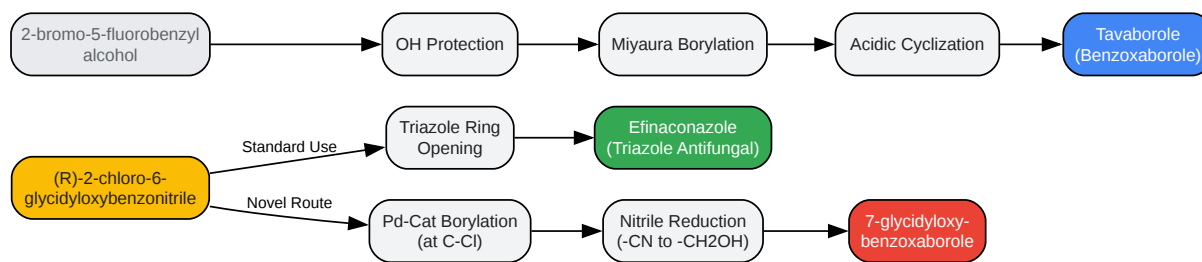 2-bromo-5-fluorobenzyl
alcohol
OH Protection
Miyaura Borylation
Acidic Cyclization
Tavaborole
(Benzoxaborole)
(R)-2-chloro-6-
glycidyloxybenzonitrile
Standard Use
Triazole Ring
Opening
Efinaconazole
(Triazole Antifungal)
Novel Route
Pd-Cat Borylation
(at C-Cl)
Nitrile Reduction
(-CN to -CH2OH)
7-glycidyloxy-
benzoxaborole